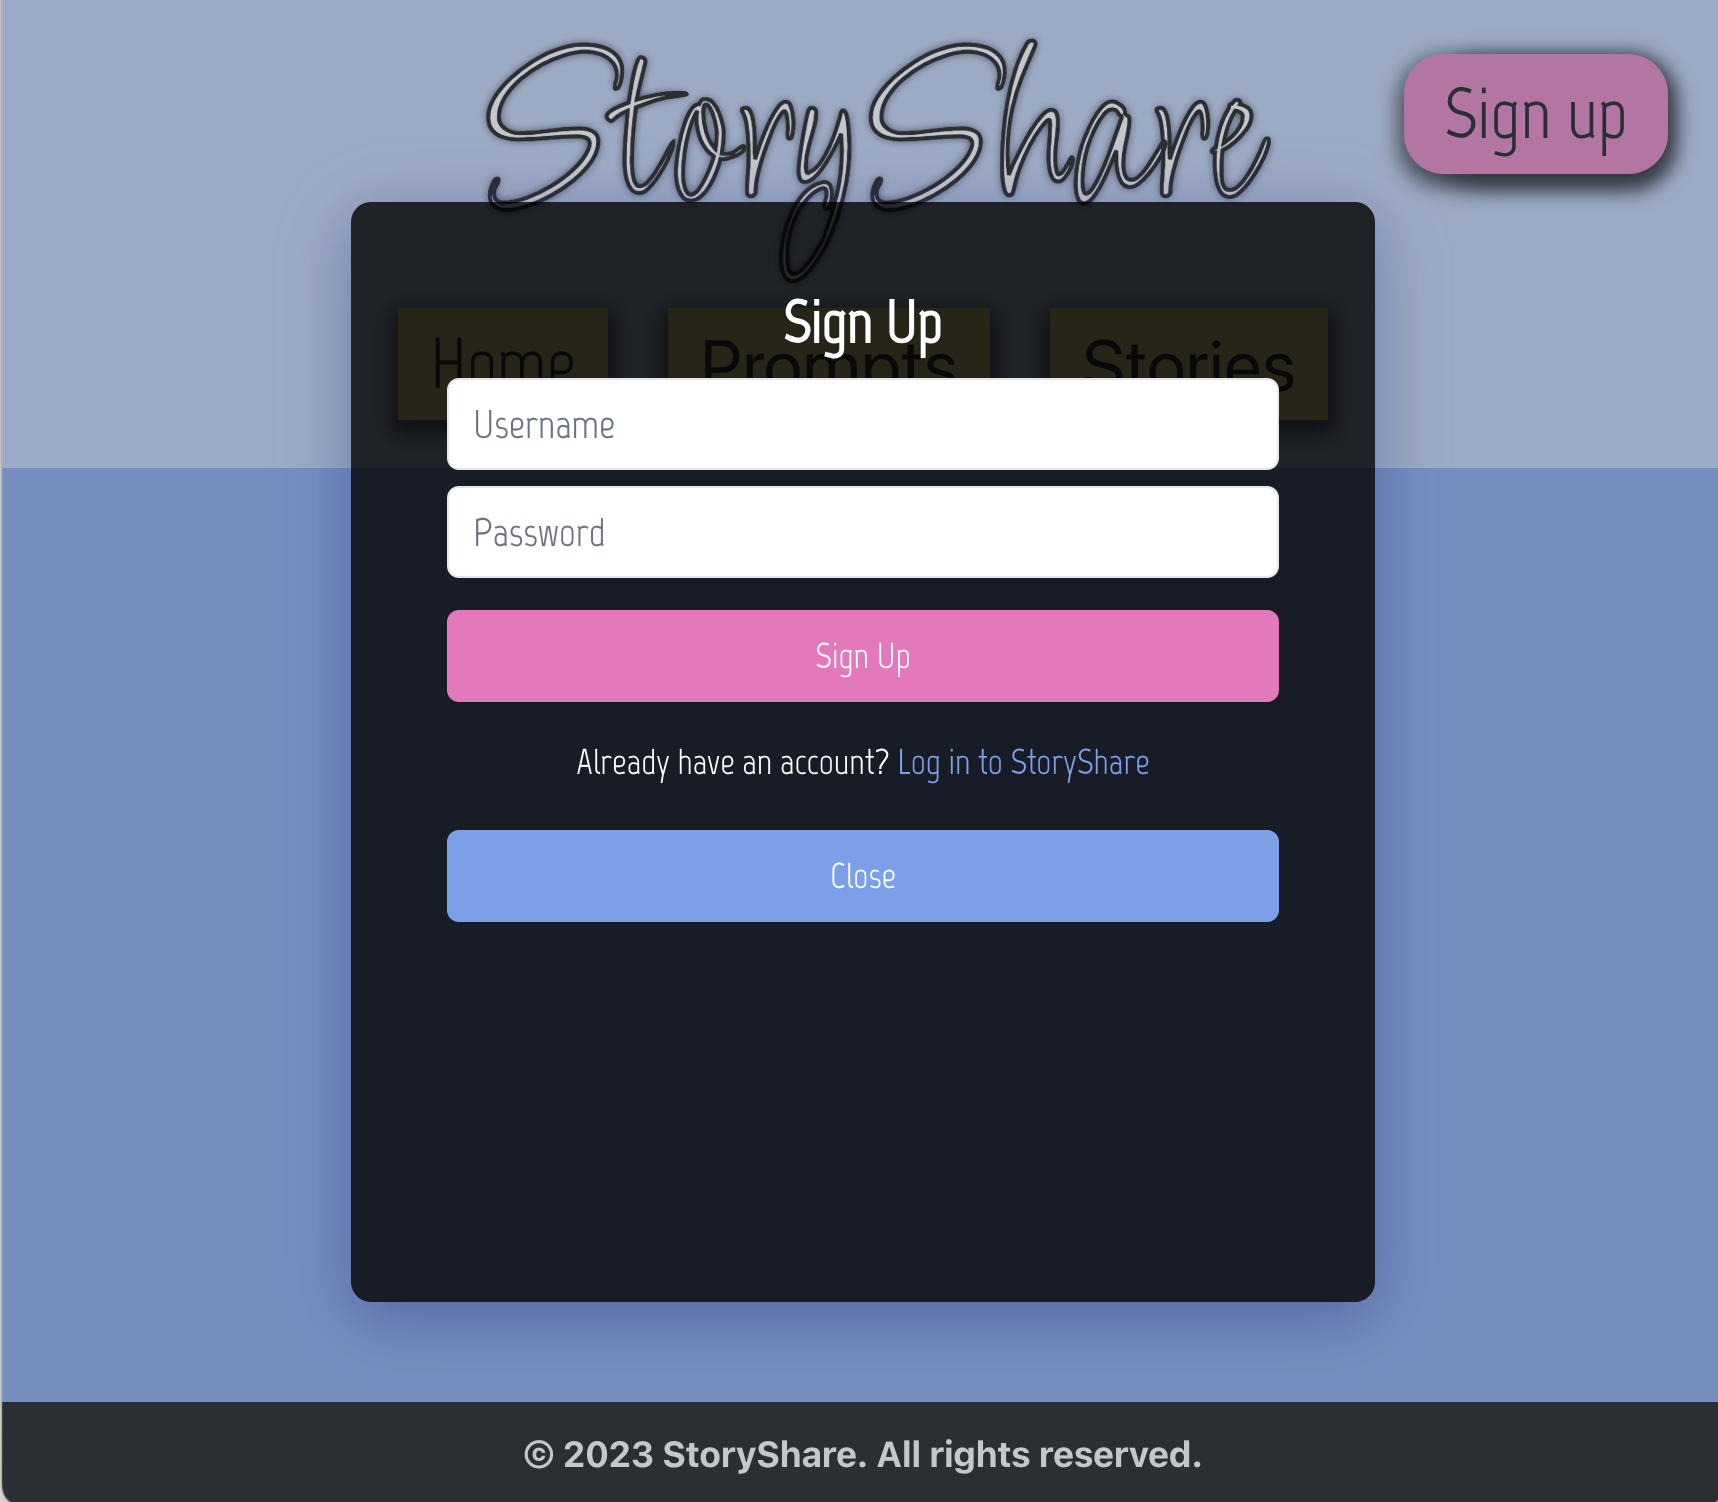 StoryShare
Sign up
Sign Up
Home Prompts Stories
Username
Password
Sign Up
Already have an account? Log in to StoryShare
Close
© 2023 StoryShare. All rights reserved.